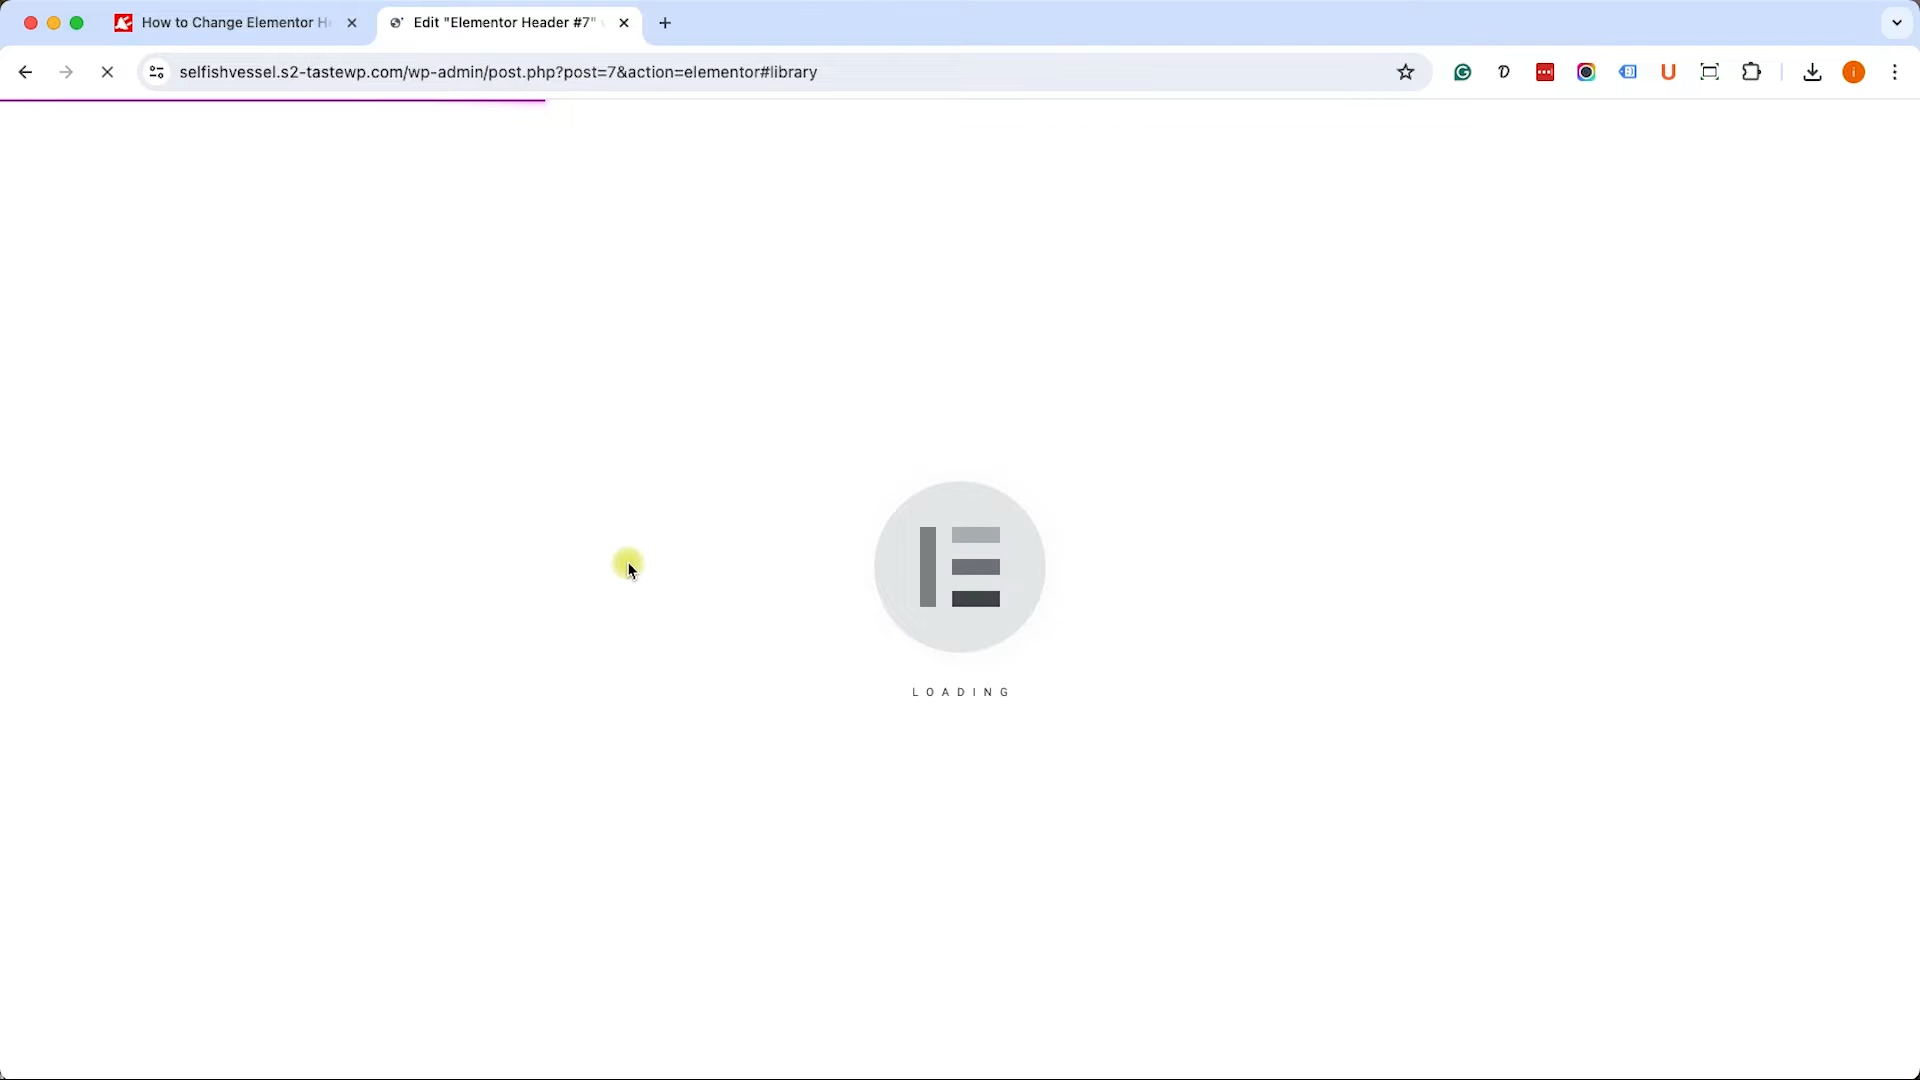 How to Change Elementor He
Edit "Elementor Header #7"
selfishvessel.s2-tastewp.com/wp-admin/post.php?post=7&action=elementor#library
LOADING